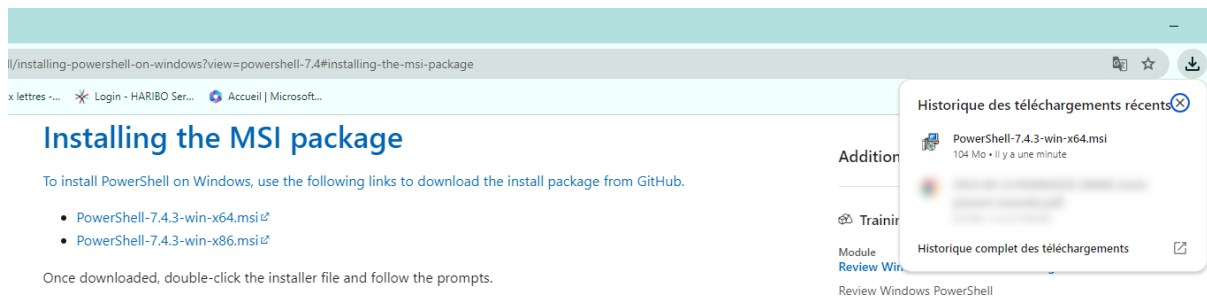 ll/installing-powershell-on-windows?view=powershell-7.4#installing-the-msi-package
x lettres -... Login - HARIBO Ser... Accueil | Microsoft...
Installing the MSI package
To install PowerShell on Windows, use the following links to download the install package from GitHub.
PowerShell-7.4.3-win-x64.msi
PowerShell-7.4.3-win-x86.msi
Once downloaded, double-click the installer file and follow the prompts.
Addition
Trainin
Module
Review Win
Review Windows PowerShell
Historique des téléchargements récents
PowerShell-7.4.3-win-x64.msi
104 Mo • Il y a une minute
Historique complet des téléchargements